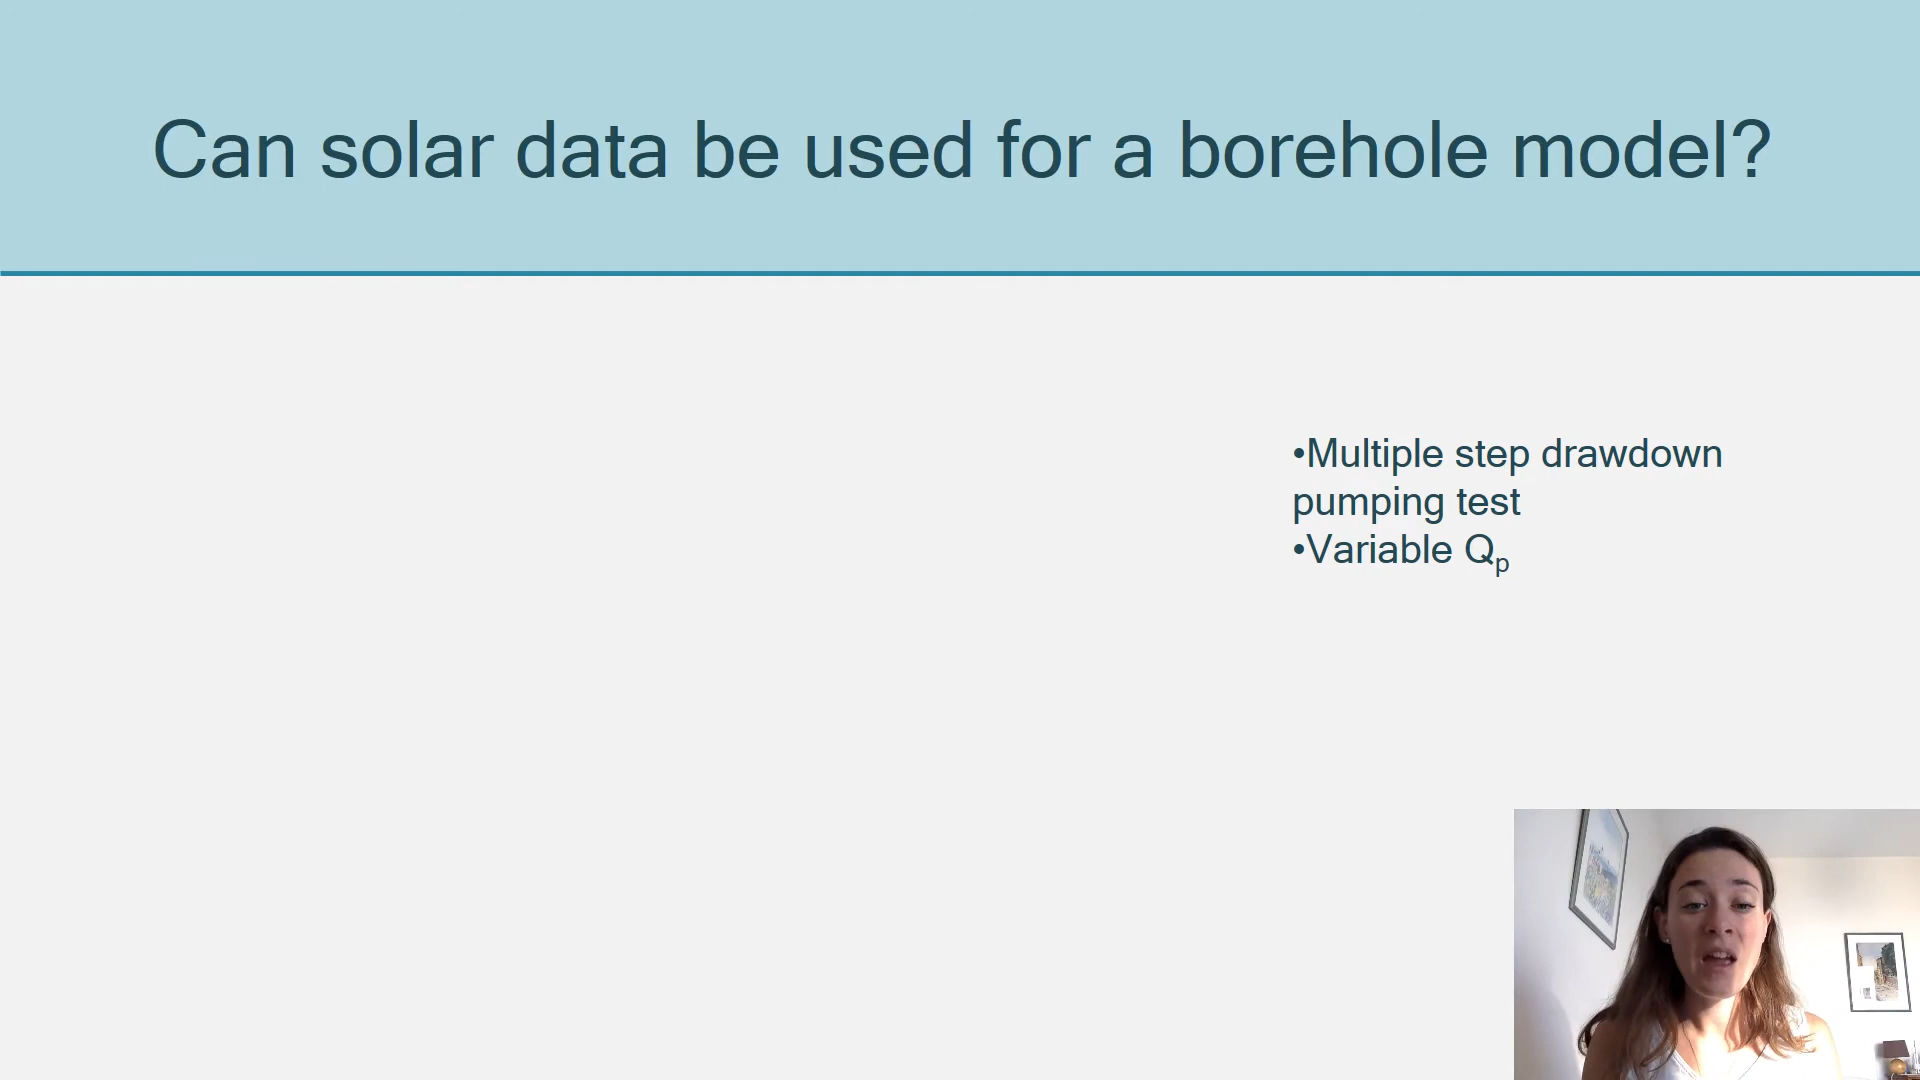 Can solar data be used for a borehole model?
•Multiple step drawdown
pumping test
•Variable Qp